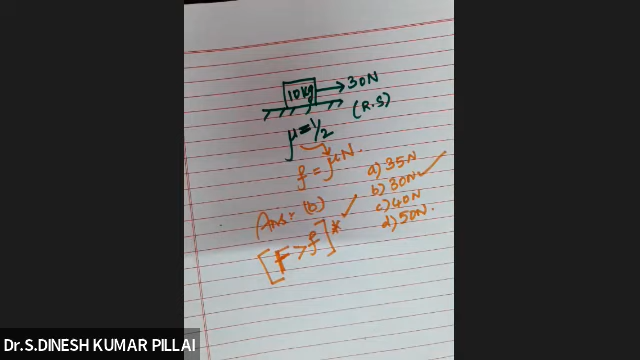 10kg → 30N
(R.S)
μ = 1/2
f = μN.
a) 35N
b) 30N ✓
c) 40N
d) 50N.
Ans: (b)
[F > f]* ✓
Dr.S.DINESH KUMAR PILLAI